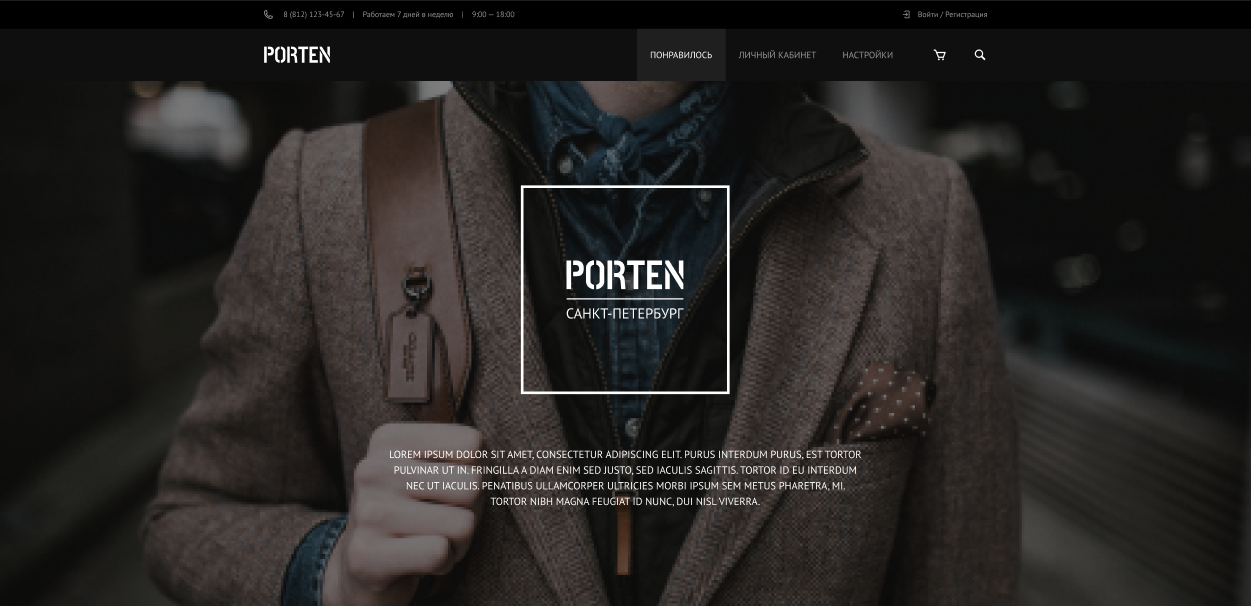 8 (812) 123-45-67 | Работаем 7 дней в неделю | 9:00 — 18:00
Войти / Регистрация
PORTEN
ПОНРАВИЛОСЬ
ЛИЧНЫЙ КАБИНЕТ
НАСТРОЙКИ
PORTEN
САНКТ-ПЕТЕРБУРГ
LOREM IPSUM DOLOR SIT AMET, CONSECTETUR ADIPISCING ELIT. PURUS INTERDUM PURUS, EST TORTOR
PULVINAR UT IN. FRINGILLA A DIAM ENIM SED JUSTO, SED IACULIS SAGITTIS. TORTOR ID EU INTERDUM
NEC UT IACULIS. PENATIBUS ULLAMCORPER ULTRICIES MORBI IPSUM SEM METUS PHARETRA, MI.
TORTOR NIBH MAGNA FEUGIAT ID NUNC, DUI NISL VIVERRA.